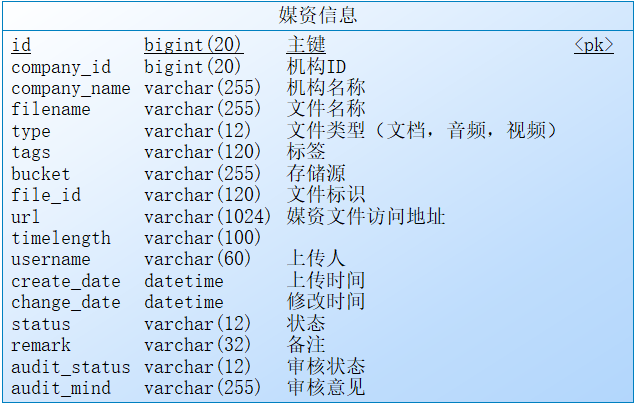 媒资信息
id bigint(20) 主键 <pk>
company_id bigint(20) 机构ID
company_name varchar(255) 机构名称
filename varchar(255) 文件名称
type varchar(12) 文件类型（文档，音频，视频）
tags varchar(120) 标签
bucket varchar(255) 存储源
file_id varchar(120) 文件标识
url varchar(1024) 媒资文件访问地址
timelength varchar(100)
username varchar(60) 上传人
create_date datetime 上传时间
change_date datetime 修改时间
status varchar(12) 状态
remark varchar(32) 备注
audit_status varchar(12) 审核状态
audit_mind varchar(255) 审核意见